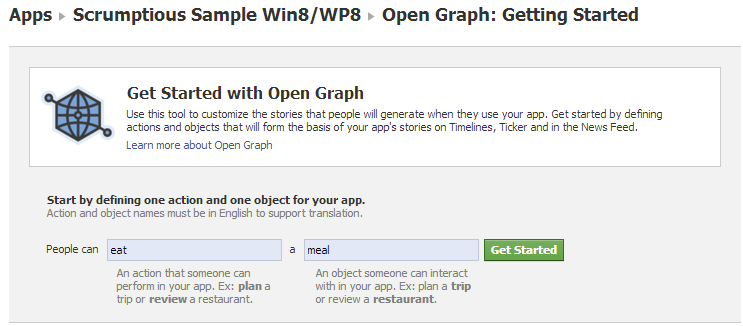 Apps ▸ Scrumptious Sample Win8/WP8 ▸ Open Graph: Getting Started
Get Started with Open Graph
Use this tool to customize the stories that people will generate when they use your app. Get started by defining
actions and objects that will form the basis of your app's stories on Timelines, Ticker and in the News Feed.
Learn more about Open Graph
Start by defining one action and one object for your app.
Action and object names must be in English to support translation.
People can eat a meal Get Started
An action that someone can
perform in your app. Ex: plan a
trip or review a restaurant.
An object someone can interact
with in your app. Ex: plan a trip
or review a restaurant.